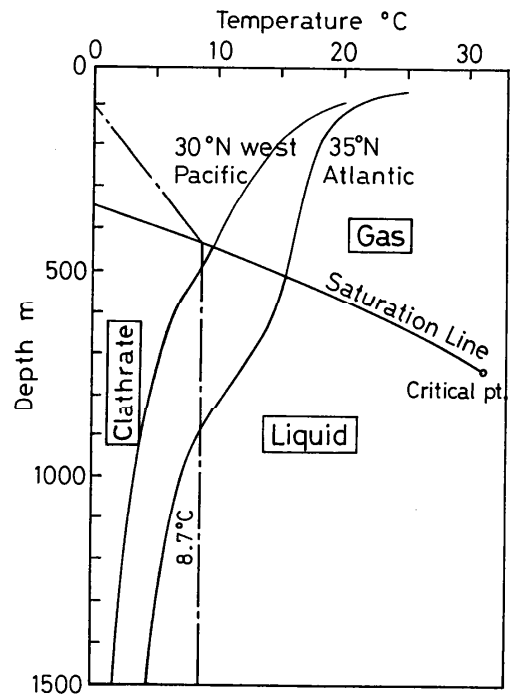 Temperature °C
0 10 20 30
0
500
1000
1500
Depth m
30°N west
Pacific
35°N
Atlantic
Gas
Saturation Line
Critical pt.
Clathrate
Liquid
8.7°C